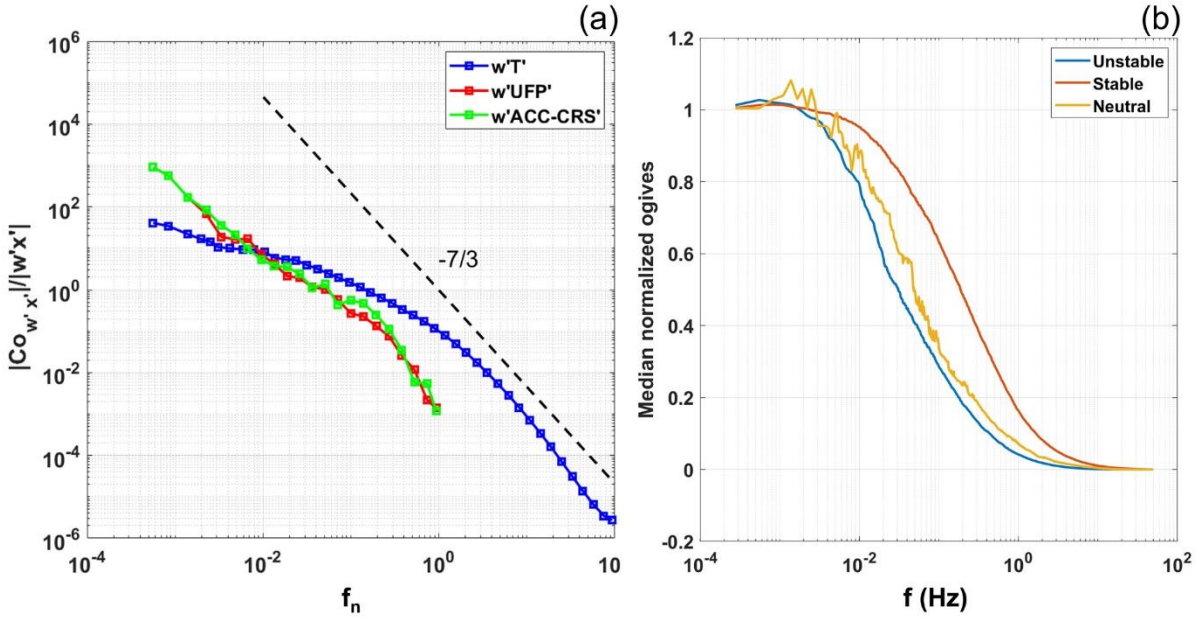 (a)
10^6
10^4
10^2
10^0
10^-2
10^-4
10^-6
|Co_w' x'|/|w'x'|
w'T'
w'UFP'
w'ACC-CRS'
-7/3
10^-4
10^-2
10^0
10
f_n
(b)
1.2
1
0.8
0.6
0.4
0.2
0
-0.2
Median normalized ogives
Unstable
Stable
Neutral
10^-4
10^-2
10^0
10^2
f (Hz)